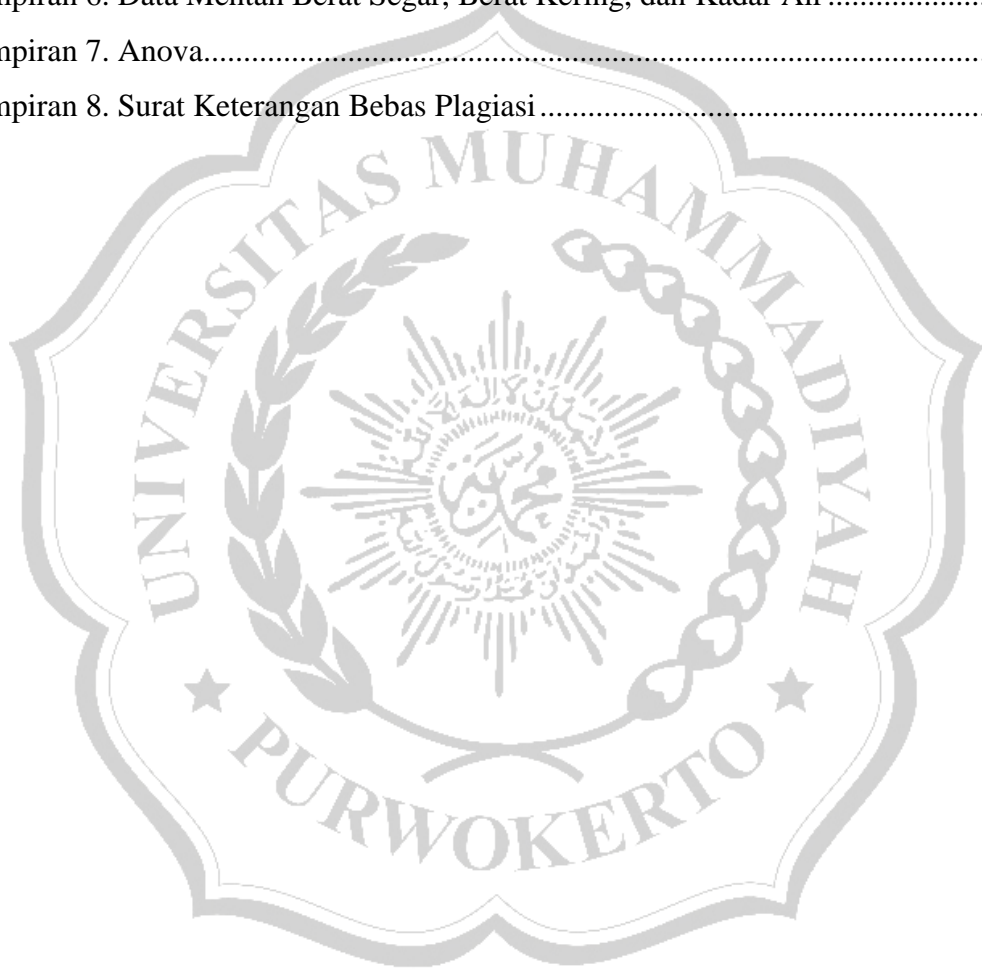 mpiran 6. Data Mentah Berat Segar, Berat Kering, dan Kadar Air ....................
mpiran 7. Anova.................................................................................................
mpiran 8. Surat Keterangan Bebas Plagiasi.......................................................
UNIVERSITAS MUHAMMADIYAH
PURWOKERTO